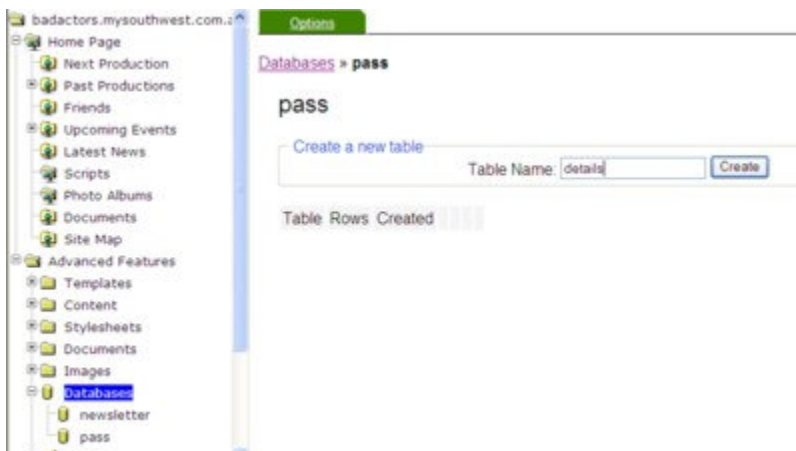 badactors.mysouthwest.com.a
Home Page
Next Production
Past Productions
Friends
Upcoming Events
Latest News
Scripts
Photo Albums
Documents
Site Map
Advanced Features
Templates
Content
Stylesheets
Documents
Images
Databases
newsletter
pass
Options
Databases » pass
pass
Create a new table
Table Name: details Create
Table Rows Created